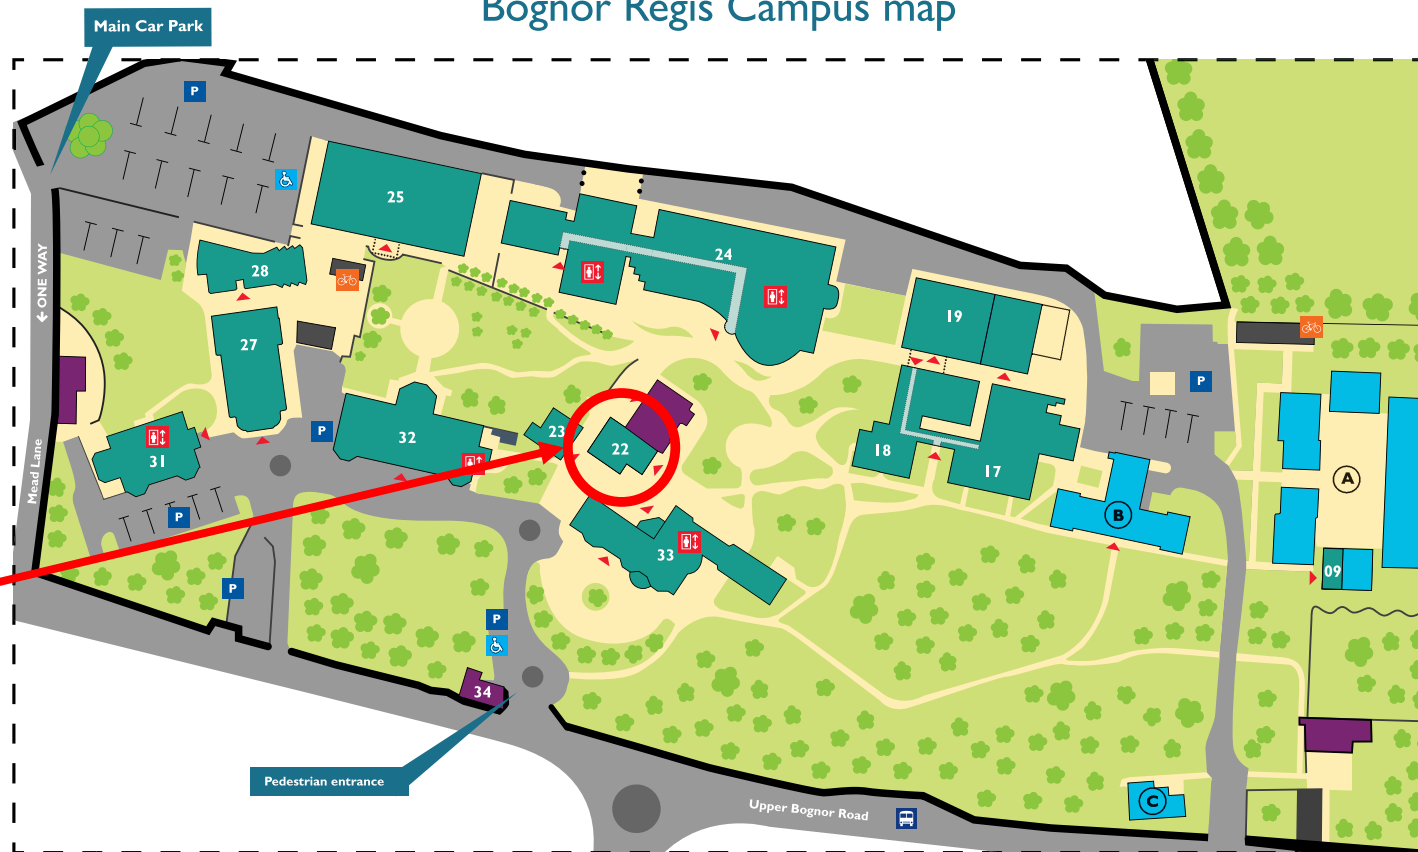 Bognor Regis Campus map
Main Car Park
P
25
24
28
ONE WAY
19
27
P
32
23
22
18
17
31
P
Mead Lane
A
B
P
33
09
P
P
34
Pedestrian entrance
C
Upper Bognor Road